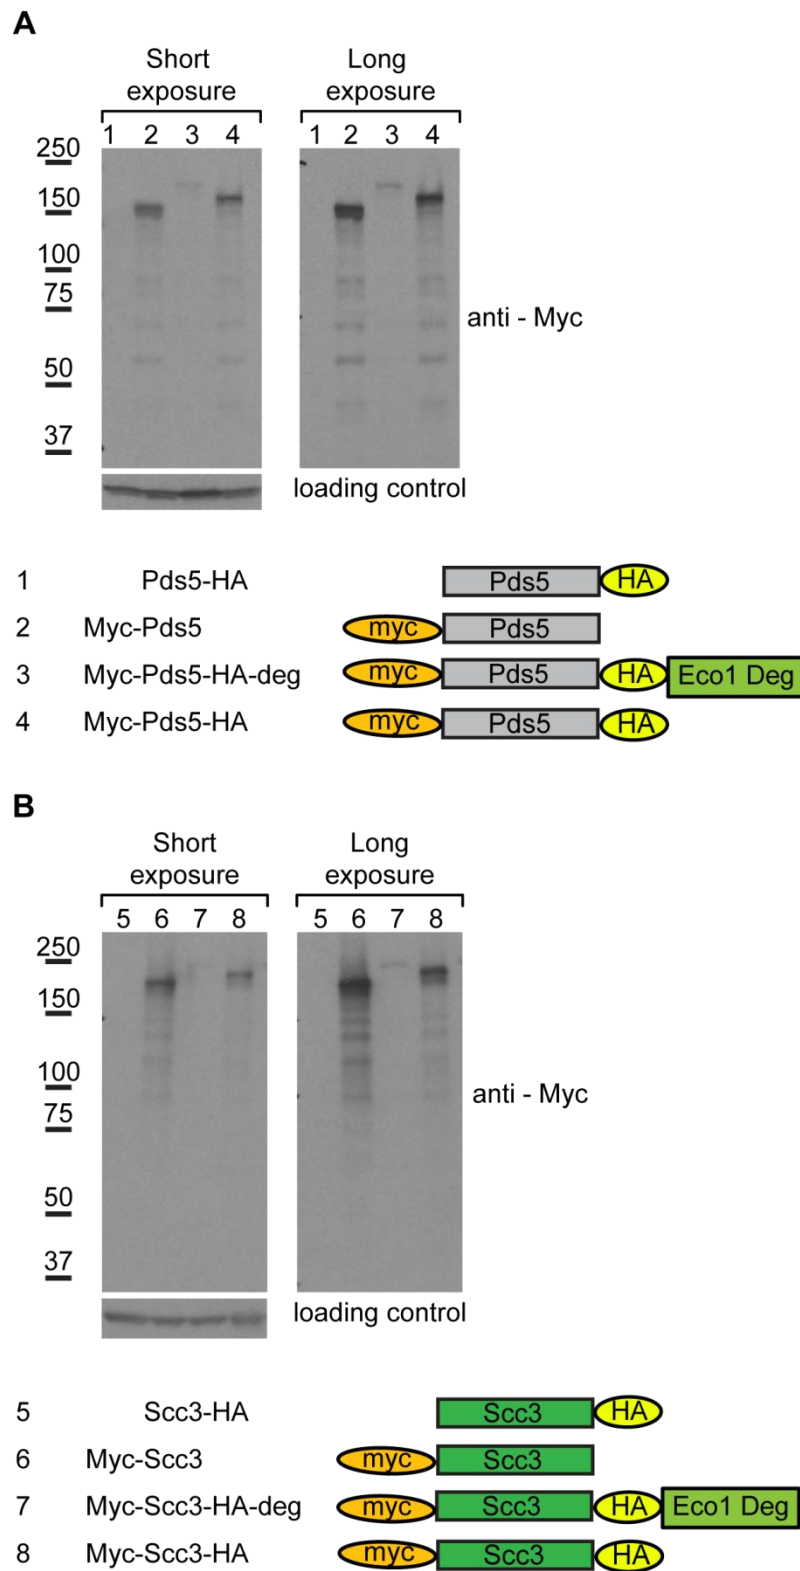 A
Short exposure
Long exposure
1 2 3 4
1 2 3 4
250
150
100
75
50
37
anti - Myc
loading control
1 Pds5-HA Pds5 HA
2 Myc-Pds5 myc Pds5
3 Myc-Pds5-HA-deg myc Pds5 HA Eco1 Deg
4 Myc-Pds5-HA myc Pds5 HA
B
Short exposure
Long exposure
5 6 7 8
5 6 7 8
250
150
100
75
50
37
anti - Myc
loading control
5 Scc3-HA Scc3 HA
6 Myc-Scc3 myc Scc3
7 Myc-Scc3-HA-deg myc Scc3 HA Eco1 Deg
8 Myc-Scc3-HA myc Scc3 HA